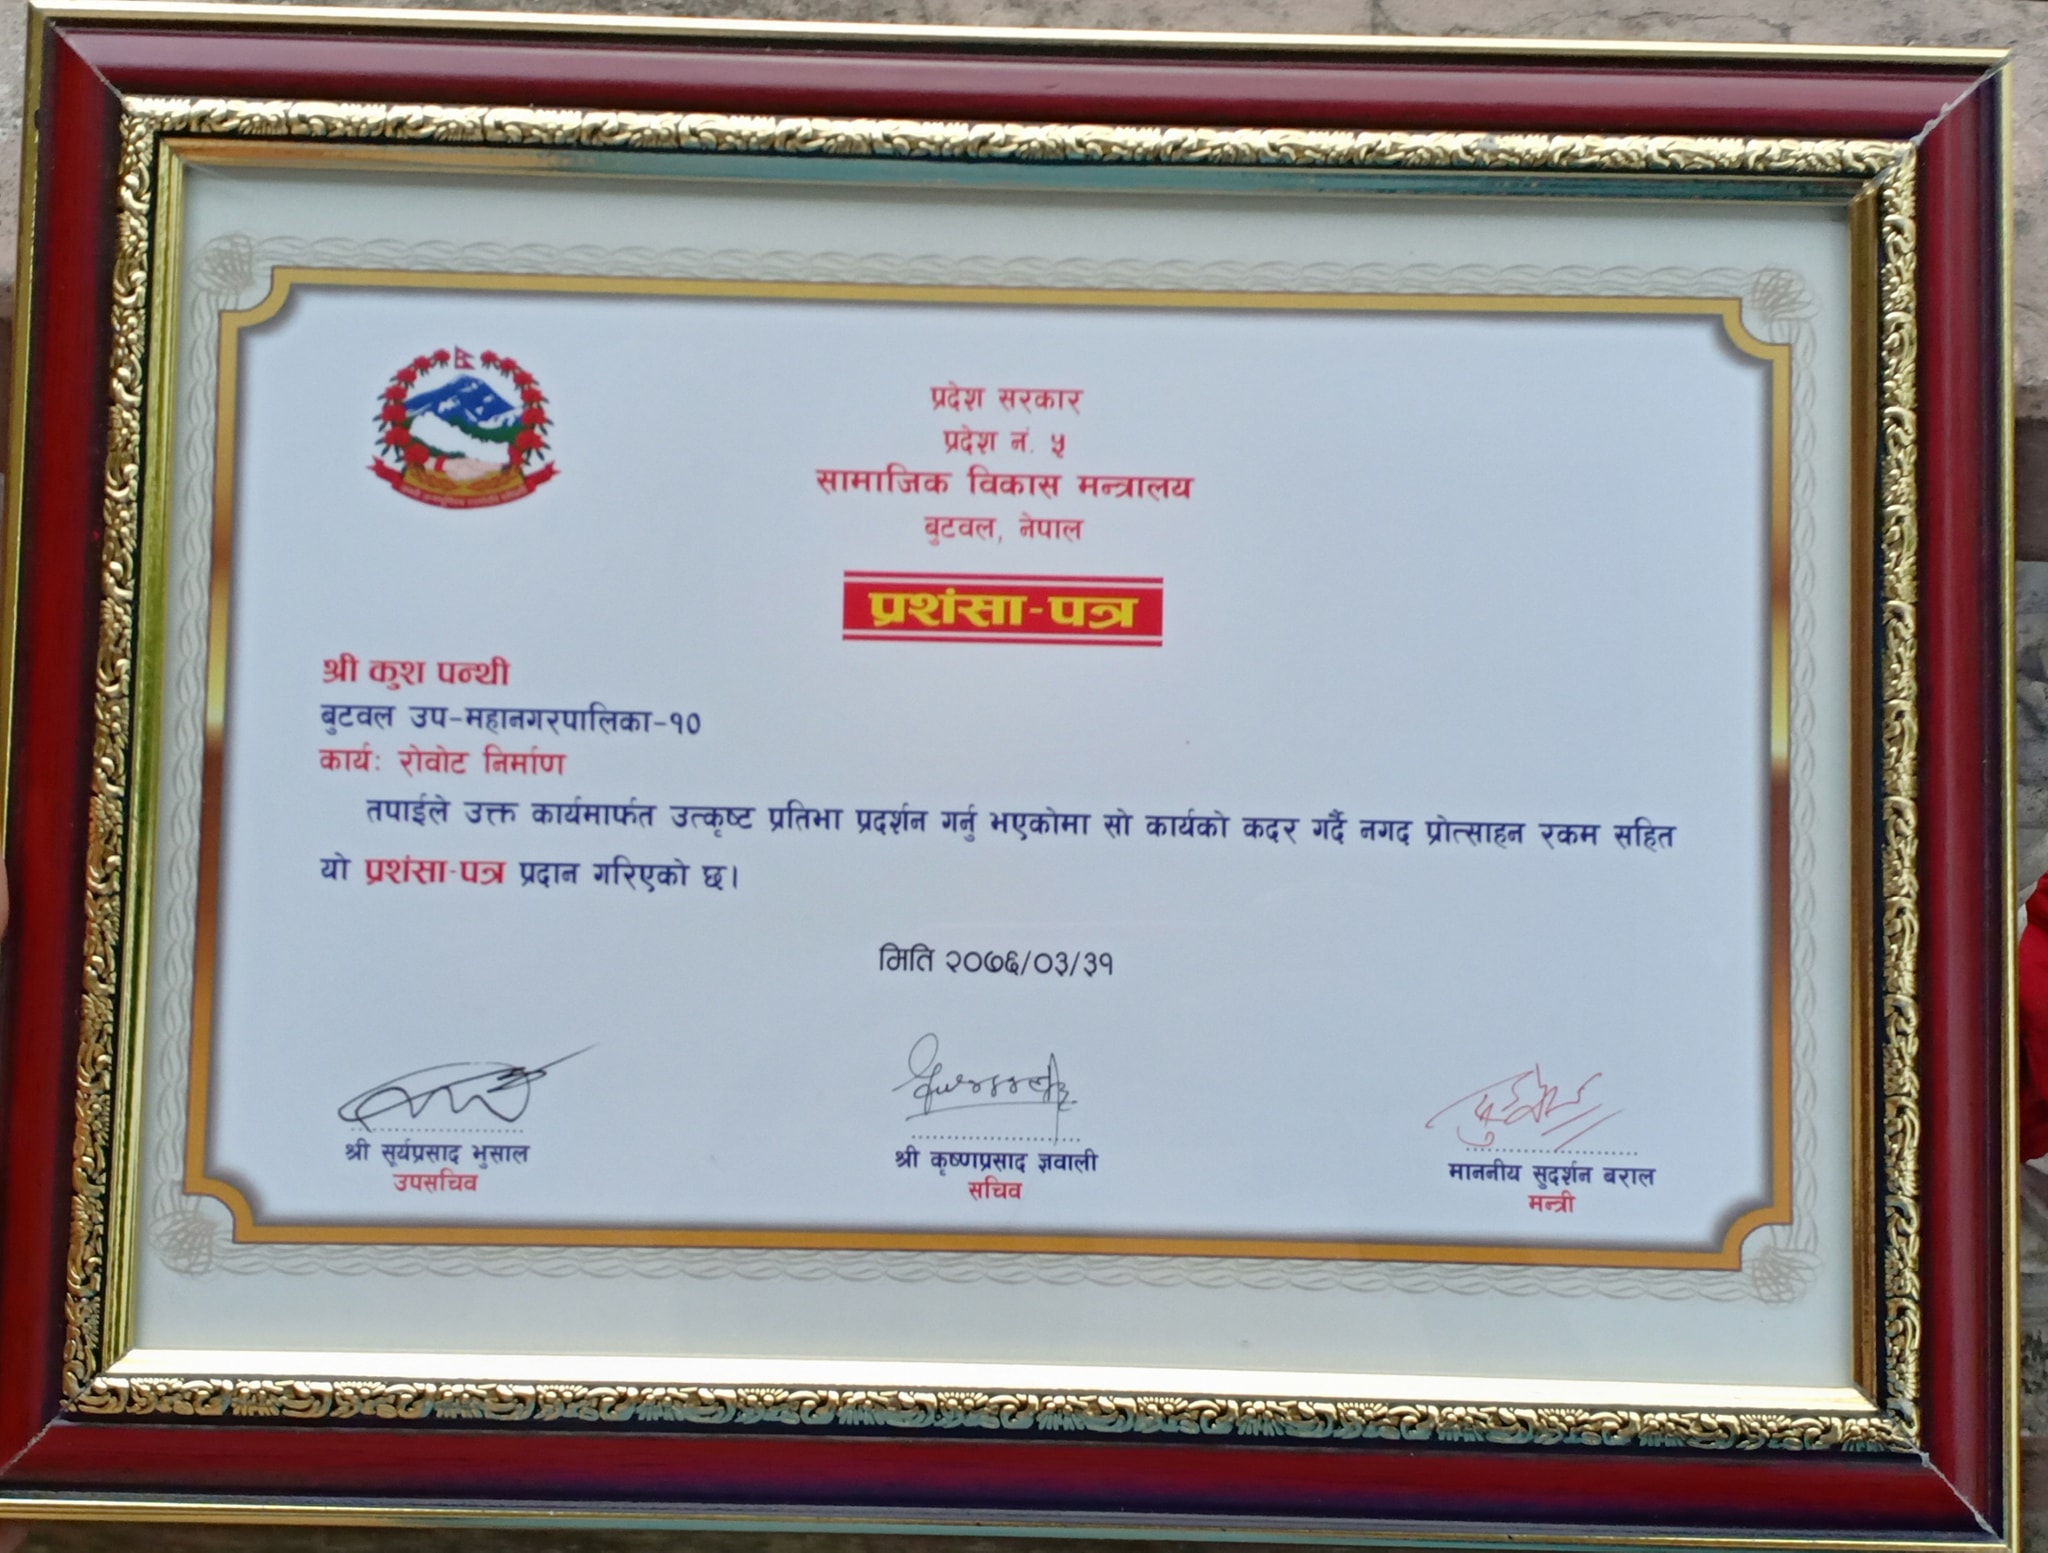 प्रदेश सरकार
प्रदेश नं. ५
सामाजिक विकास मन्त्रालय
बुटवल, नेपाल
प्रशंसा-पत्र
श्री कुश पन्थी
बुटवल उप-महानगरपालिका-१०
कार्यः रोवोट निर्माण
तपाईले उक्त कार्यमार्फत उत्कृष्ट प्रतिभा प्रदर्शन गर्नु भएकोमा सो कार्यको कदर गर्दै नगद प्रोत्साहन रकम सहित
यो प्रशंसा-पत्र प्रदान गरिएको छ।
मिति २०७६/०३/३१
श्री सूर्यप्रसाद भुसाल
उपसचिव
श्री कृष्णप्रसाद ज्ञवाली
सचिव
माननीय सुदर्शन बराल
मन्त्री